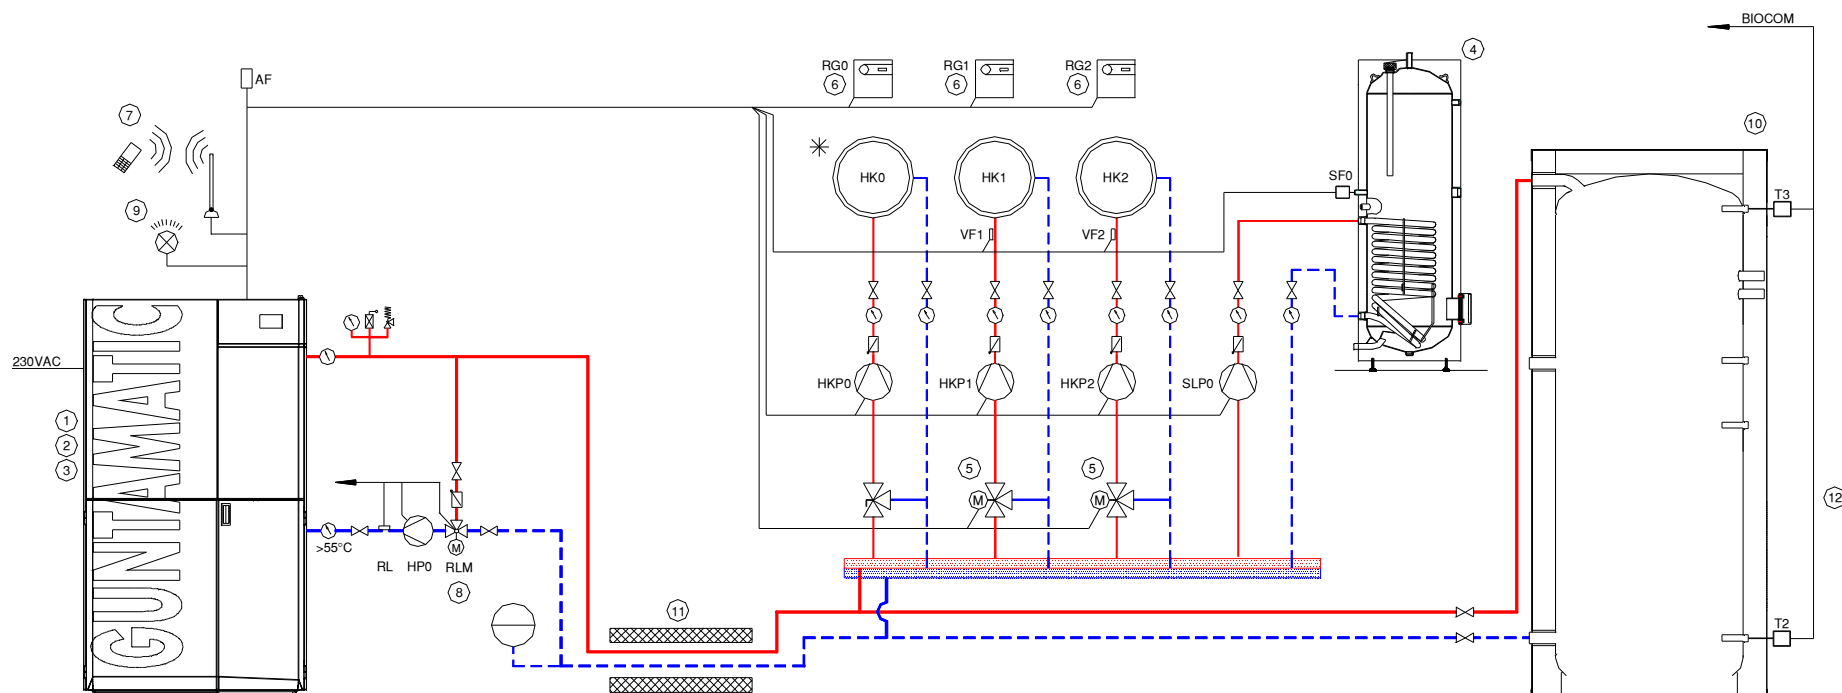 BIOCOM
4
RG0
RG1
RG2
AF
6
6
6
7
10
HK0
HK1
HK2
SF0
T3
9
VF1
VF2
GUNTAMATIC
230VAC
HKP0
HKP1
HKP2
SLP0
1
2
3
5
5
M
M
12
>55°C
M
RL
HP0
RLM
8
11
T2